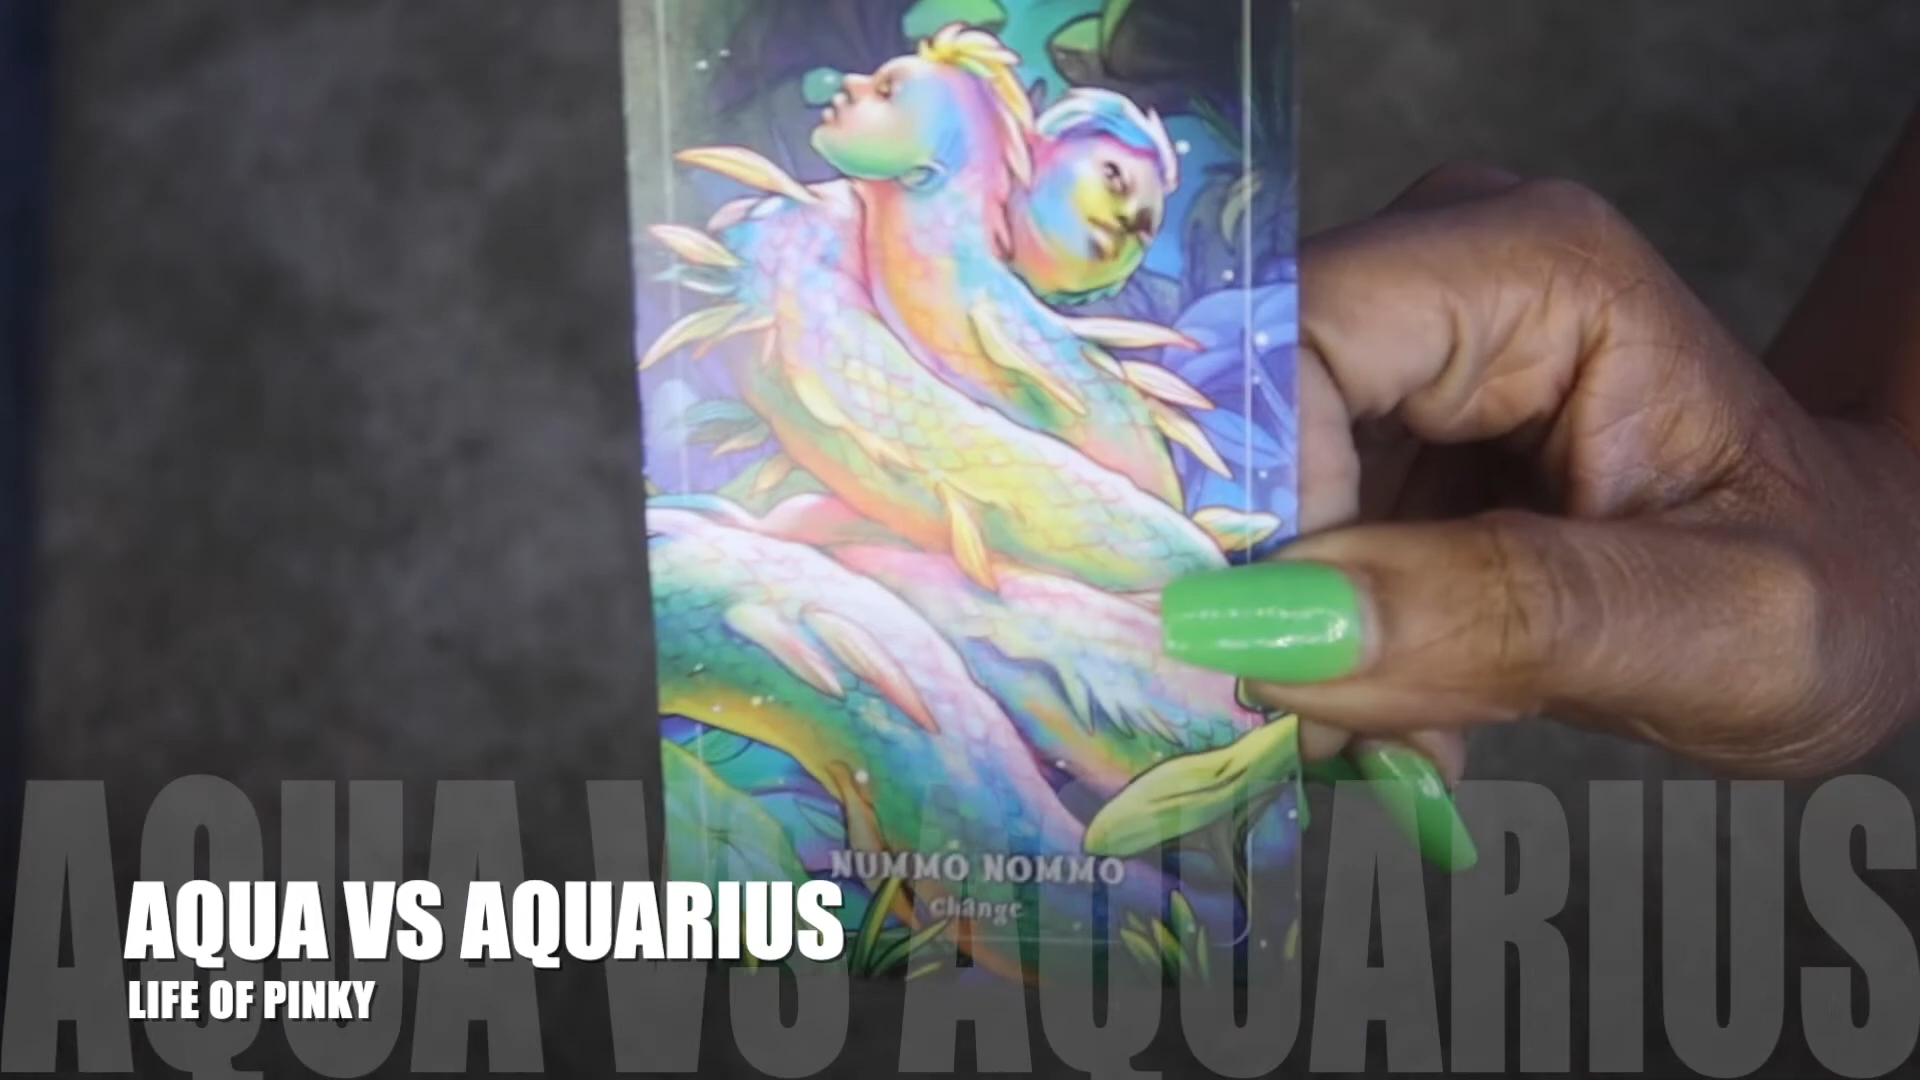 NUMMO NOMMO
change
AQUA VS AQUARIUS
AQUA VS AQUARIUS
LIFE OF PINKY